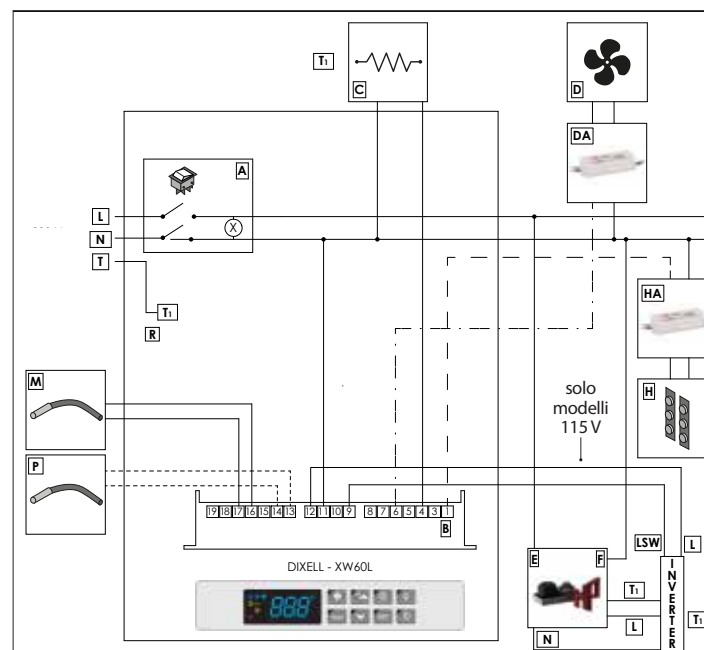 T1
C
D
DA
A
X
L
N
T
T1
R
HA
H
solo
modelli
115 V
M
P
19 18 17 16 15 14 13 12 11 10 9 8 7 6 5 4 3 1
B
DIXELL - XW60L
888
E
F
LSW
L
INVERTER
T1
L
T1
N